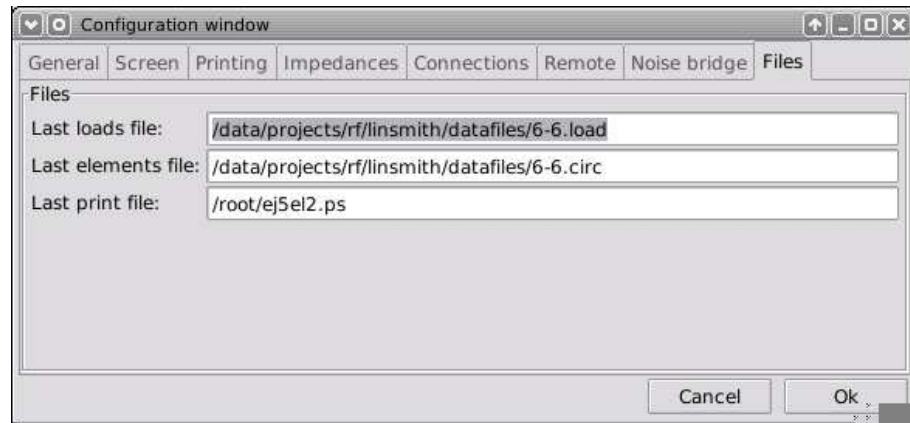 Configuration window
General Screen Printing Impedances Connections Remote Noise bridge Files
Files
Last loads file: /data/projects/rf/linsmith/datafiles/6-6.load
Last elements file: /data/projects/rf/linsmith/datafiles/6-6.circ
Last print file: /root/ej5el2.ps
Cancel Ok